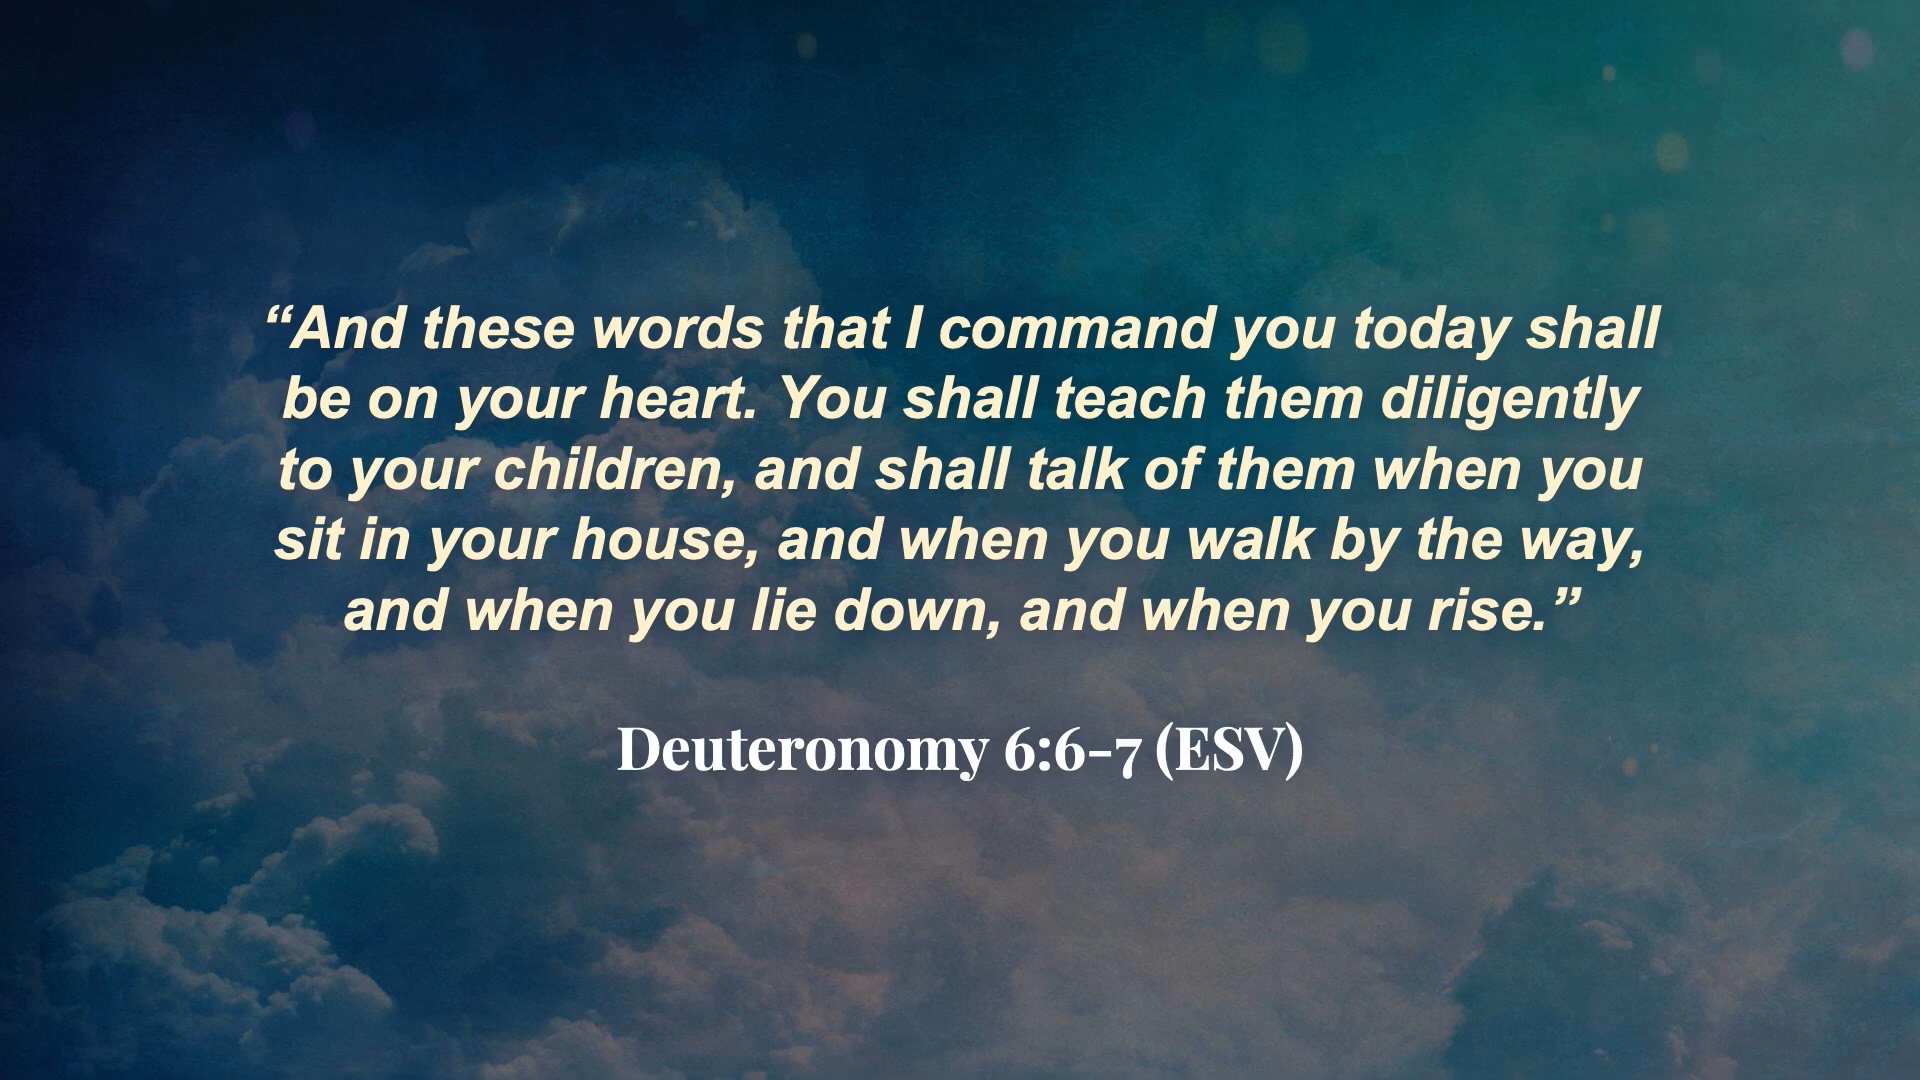 “And these words that I command you today shall
be on your heart. You shall teach them diligently
to your children, and shall talk of them when you
sit in your house, and when you walk by the way,
and when you lie down, and when you rise.”
Deuteronomy 6:6-7 (ESV)